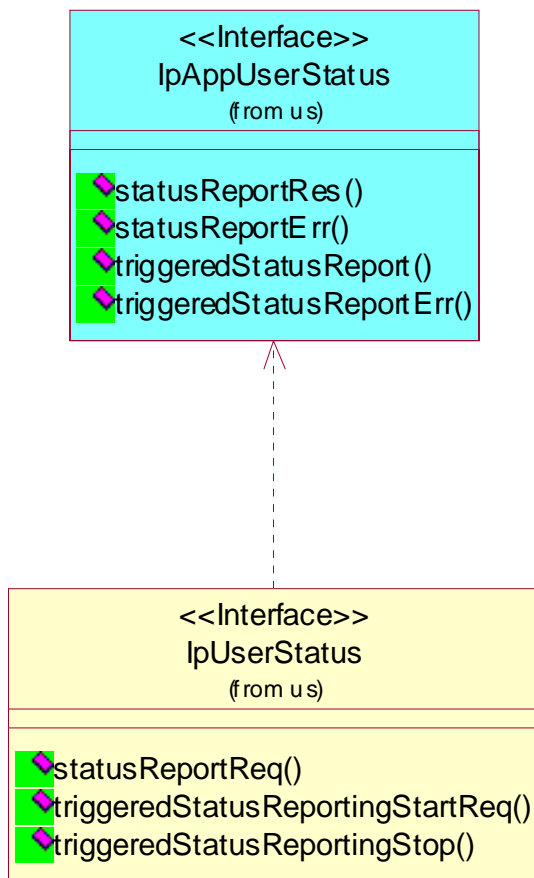 <<Interface>>
IpAppUserStatus
(from us)
statusReportRes()
statusReportErr()
triggeredStatusReport()
triggeredStatusReportErr()
<<Interface>>
IpUserStatus
(from us)
statusReportReq()
triggeredStatusReportingStartReq()
triggeredStatusReportingStop()